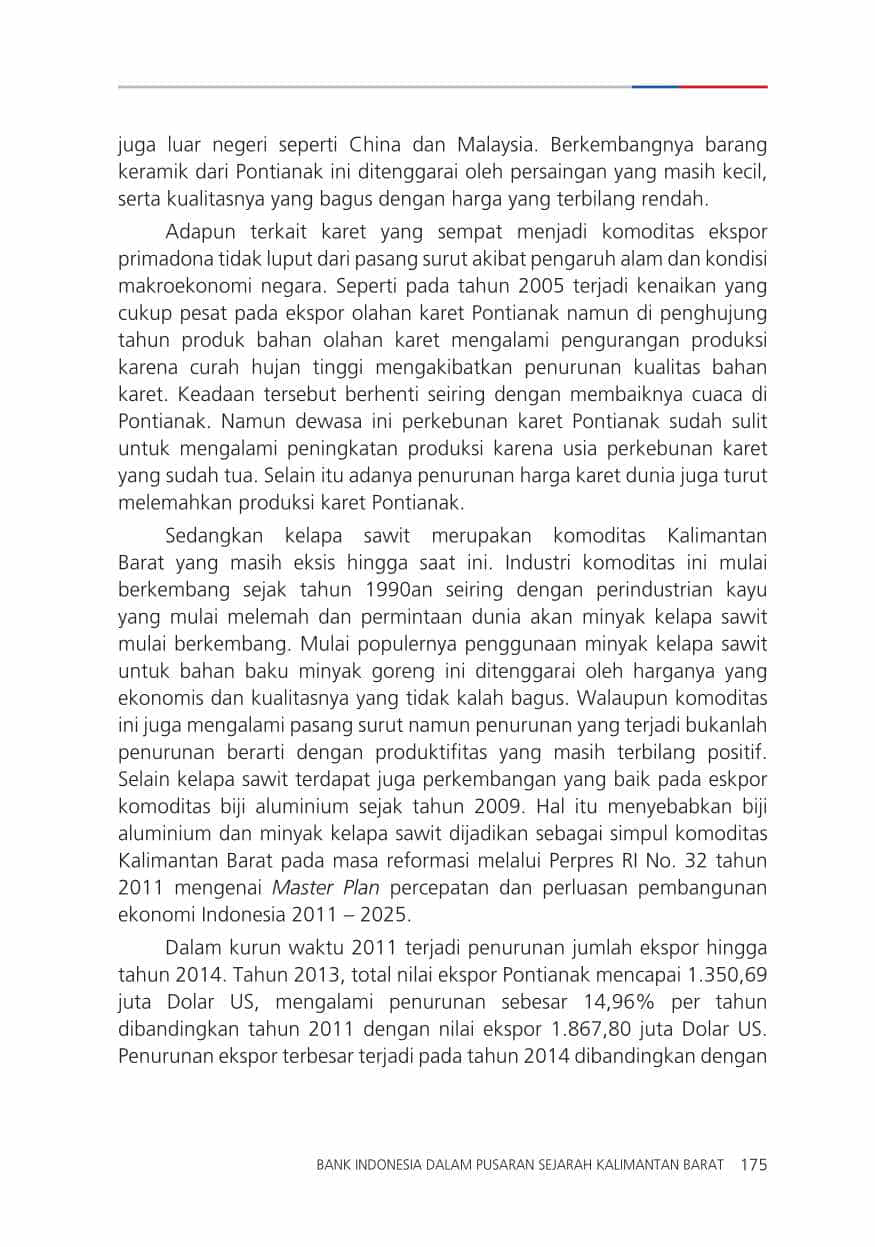 juga luar negeri seperti China dan Malaysia. Berkembangnya barang
keramik dari Pontianak ini ditenggarai oleh persaingan yang masih kecil,
serta kualitasnya yang bagus dengan harga yang terbilang rendah.
Adapun terkait karet yang sempat menjadi komoditas ekspor
primadona tidak luput dari pasang surut akibat pengaruh alam dan kondisi
makroekonomi negara. Seperti pada tahun 2005 terjadi kenaikan yang
cukup pesat pada ekspor olahan karet Pontianak namun di penghujung
tahun produk bahan olahan karet mengalami pengurangan produksi
karena curah hujan tinggi mengakibatkan penurunan kualitas bahan
karet. Keadaan tersebut berhenti seiring dengan membaiknya cuaca di
Pontianak. Namun dewasa ini perkebunan karet Pontianak sudah sulit
untuk mengalami peningkatan produksi karena usia perkebunan karet
yang sudah tua. Selain itu adanya penurunan harga karet dunia juga turut
melemahkan produksi karet Pontianak.
Sedangkan kelapa sawit merupakan komoditas Kalimantan
Barat yang masih eksis hingga saat ini. Industri komoditas ini mulai
berkembang sejak tahun 1990an seiring dengan perindustrian kayu
yang mulai melemah dan permintaan dunia akan minyak kelapa sawit
mulai berkembang. Mulai populernya penggunaan minyak kelapa sawit
untuk bahan baku minyak goreng ini ditenggarai oleh harganya yang
ekonomis dan kualitasnya yang tidak kalah bagus. Walaupun komoditas
ini juga mengalami pasang surut namun penurunan yang terjadi bukanlah
penurunan berarti dengan produktifitas yang masih terbilang positif.
Selain kelapa sawit terdapat juga perkembangan yang baik pada eskpor
komoditas biji aluminium sejak tahun 2009. Hal itu menyebabkan biji
aluminium dan minyak kelapa sawit dijadikan sebagai simpul komoditas
Kalimantan Barat pada masa reformasi melalui Perpres RI No. 32 tahun
2011 mengenai Master Plan percepatan dan perluasan pembangunan
ekonomi Indonesia 2011 – 2025.
Dalam kurun waktu 2011 terjadi penurunan jumlah ekspor hingga
tahun 2014. Tahun 2013, total nilai ekspor Pontianak mencapai 1.350,69
juta Dolar US, mengalami penurunan sebesar 14,96% per tahun
dibandingkan tahun 2011 dengan nilai ekspor 1.867,80 juta Dolar US.
Penurunan ekspor terbesar terjadi pada tahun 2014 dibandingkan dengan
BANK INDONESIA DALAM PUSARAN SEJARAH KALIMANTAN BARAT 175